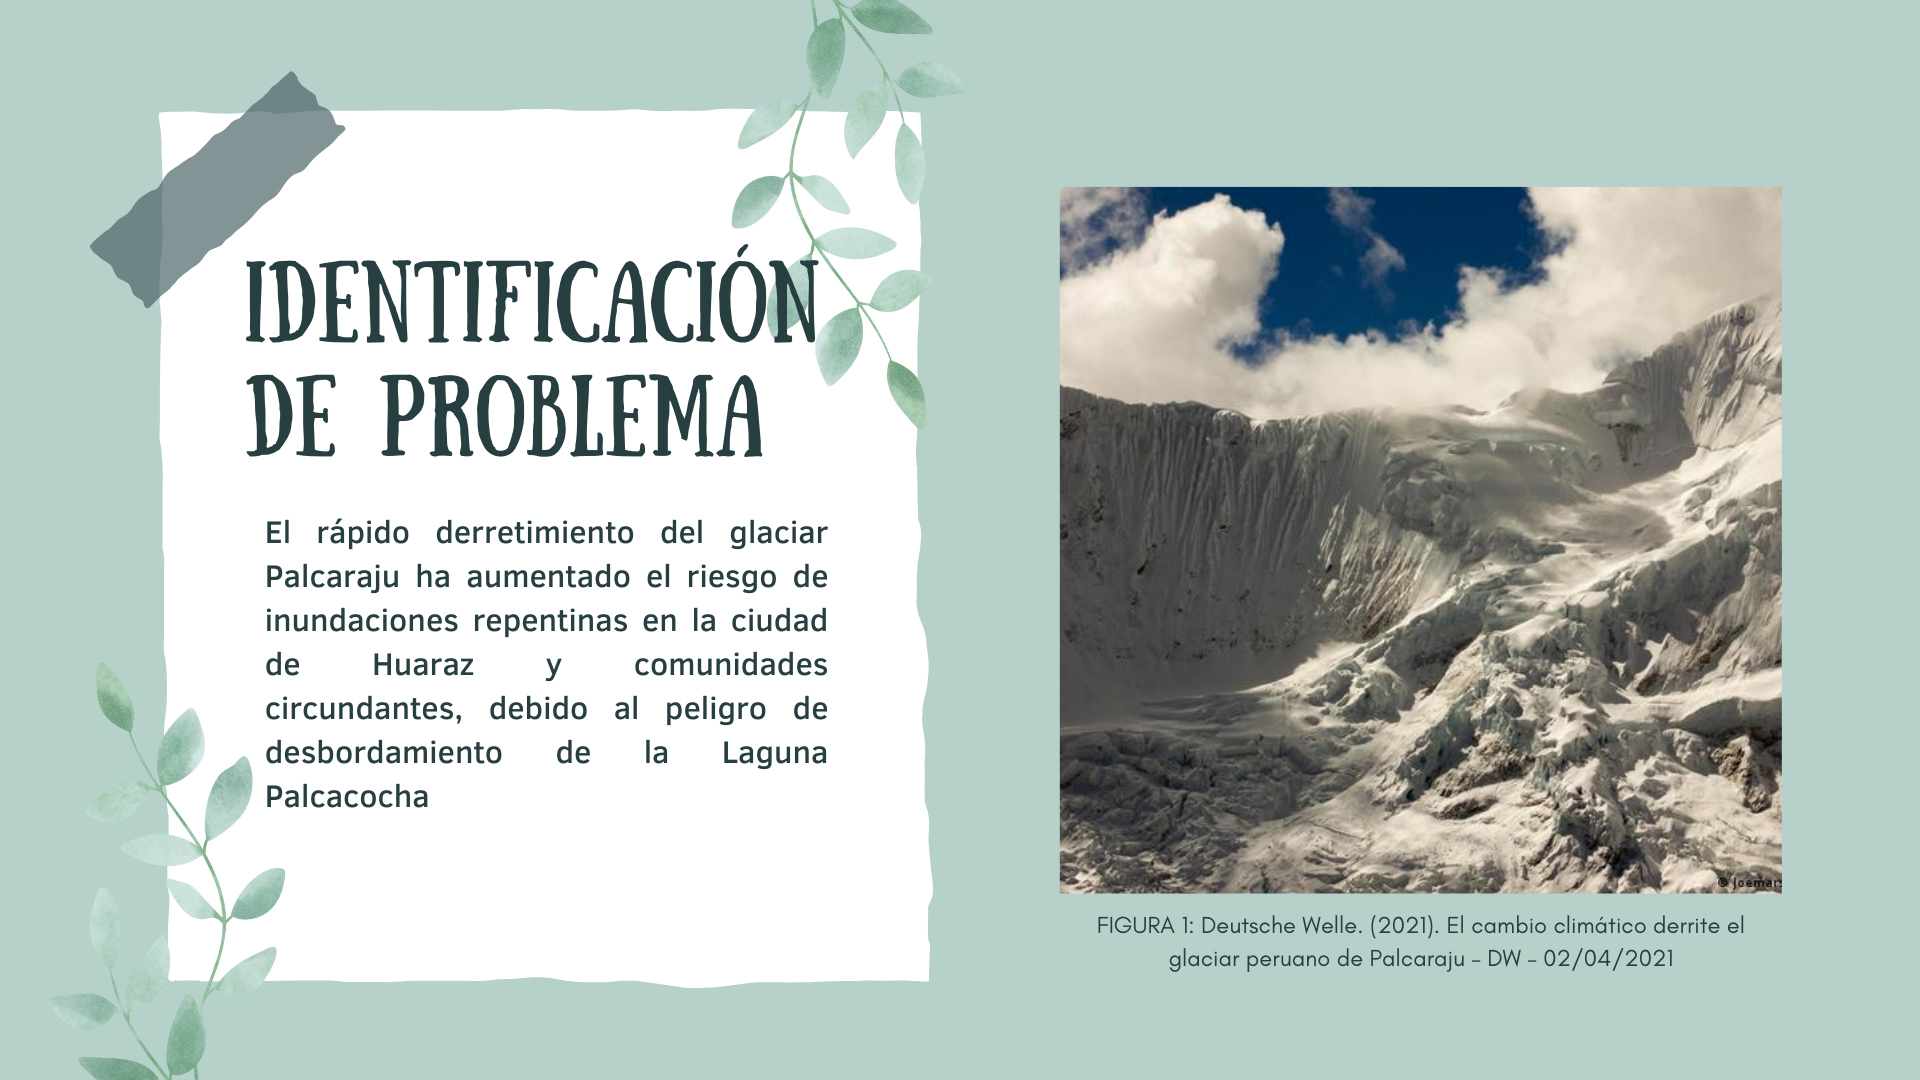 IDENTIFICACIÓN
DE PROBLEMA
El rápido derretimiento del glaciar
Palcaraju ha aumentado el riesgo de
inundaciones repentinas en la ciudad
de Huaraz y comunidades
circundantes, debido al peligro de
desbordamiento de la Laguna
Palcacocha
© Joemars
FIGURA 1: Deutsche Welle. (2021). El cambio climático derrite el
glaciar peruano de Palcaraju – DW – 02/04/2021